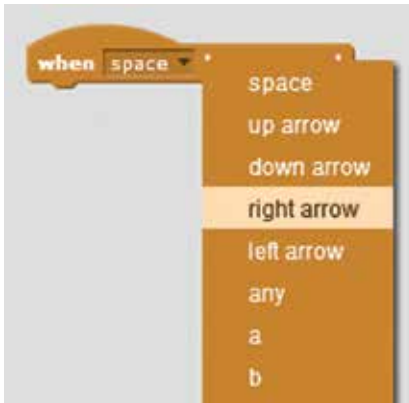 when space
space
up arrow
down arrow
right arrow
left arrow
any
a
b